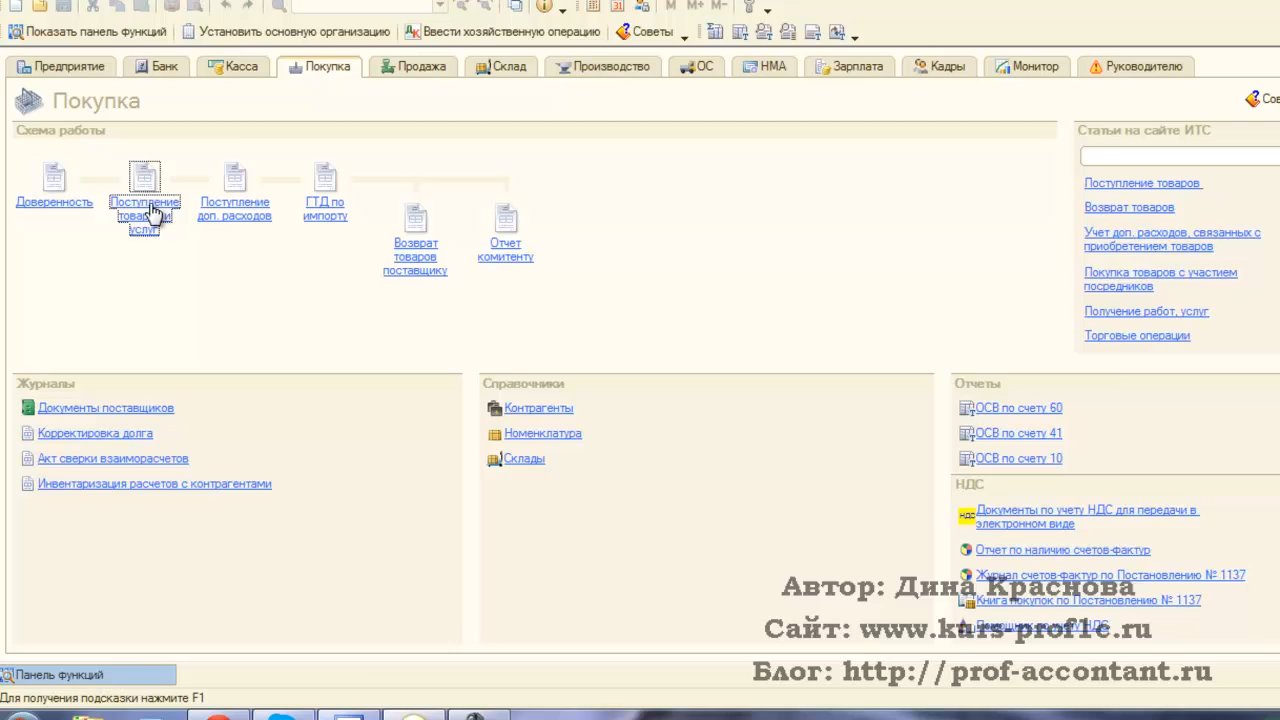 M M+ M-
Показать панель функций Установить основную организацию Ввести хозяйственную операцию Советы
Предприятие Банк Касса Покупка Продажа Склад Производство ОС НМА Зарплата Кадры Монитор Руководителю
Покупка
Сов
Схема работы
Статьи на сайте ИТС
Доверенность
Поступление
товаров и
услуг
Поступление
доп. расходов
ГТД по
импорту
Возврат
товаров
поставщику
Отчет
комитенту
Поступление товаров
Возврат товаров
Учет доп. расходов, связанных с
приобретением товаров
Покупка товаров с участием
посредников
Получение работ, услуг
Торговые операции
Журналы
Документы поставщиков
Корректировка долга
Акт сверки взаиморасчетов
Инвентаризация расчетов с контрагентами
Справочники
Контрагенты
Номенклатура
Склады
Отчеты
ОСВ по счету 60
ОСВ по счету 41
ОСВ по счету 10
НДС
Документы по учету НДС для передачи в
электронном виде
Отчет по наличию счетов-фактур
Журнал счетов-фактур по Постановлению № 1137
Книга покупок по Постановлению № 1137
Помощник по учету НДС
Автор: Дина Краснова
Сайт: www.kurs-prof1c.ru
Блог: http://prof-accontant.ru
Панель функций
Для получения подсказки нажмите F1